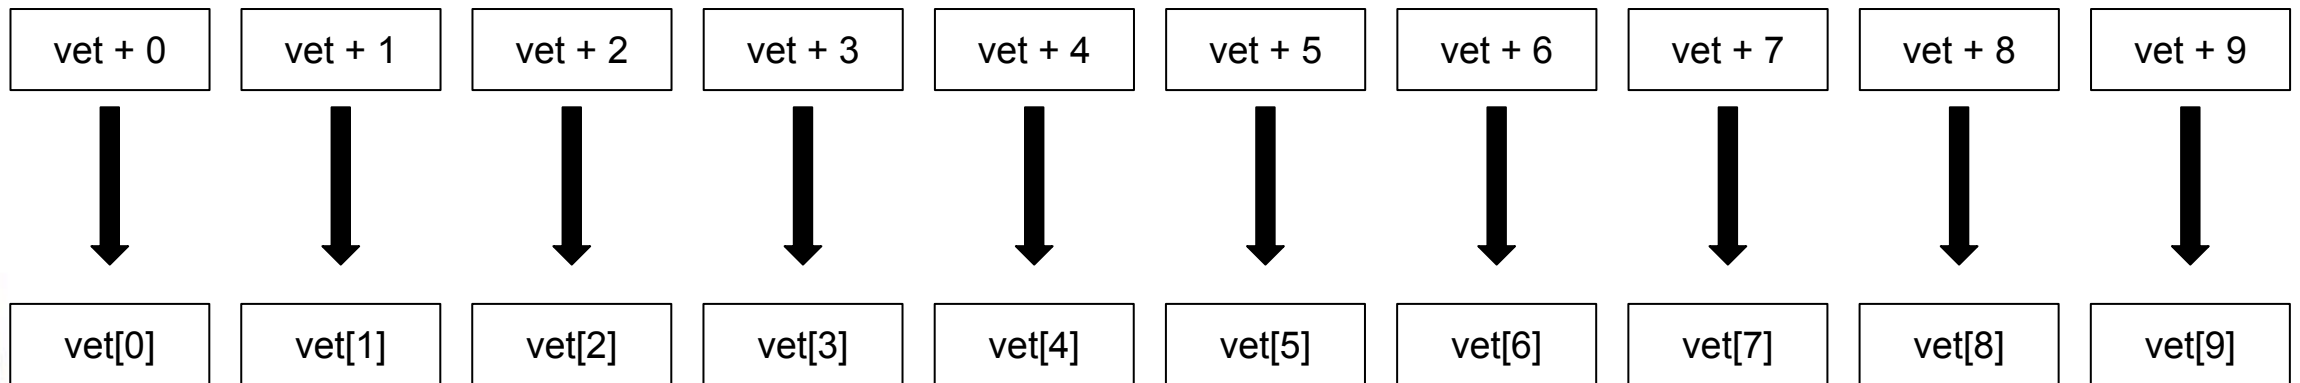 vet + 0 vet + 1 vet + 2 vet + 3 vet + 4 vet + 5 vet + 6 vet + 7 vet + 8 vet + 9
vet[0] vet[1] vet[2] vet[3] vet[4] vet[5] vet[6] vet[7] vet[8] vet[9]